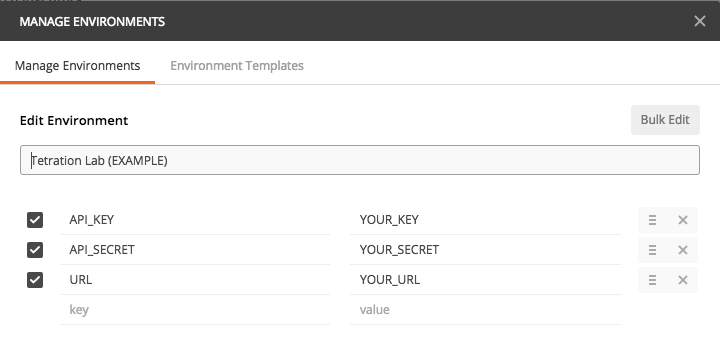 MANAGE ENVIRONMENTS
Manage Environments Environment Templates
Edit Environment Bulk Edit
Tetration Lab (EXAMPLE)
API_KEY YOUR_KEY
API_SECRET YOUR_SECRET
URL YOUR_URL
key value